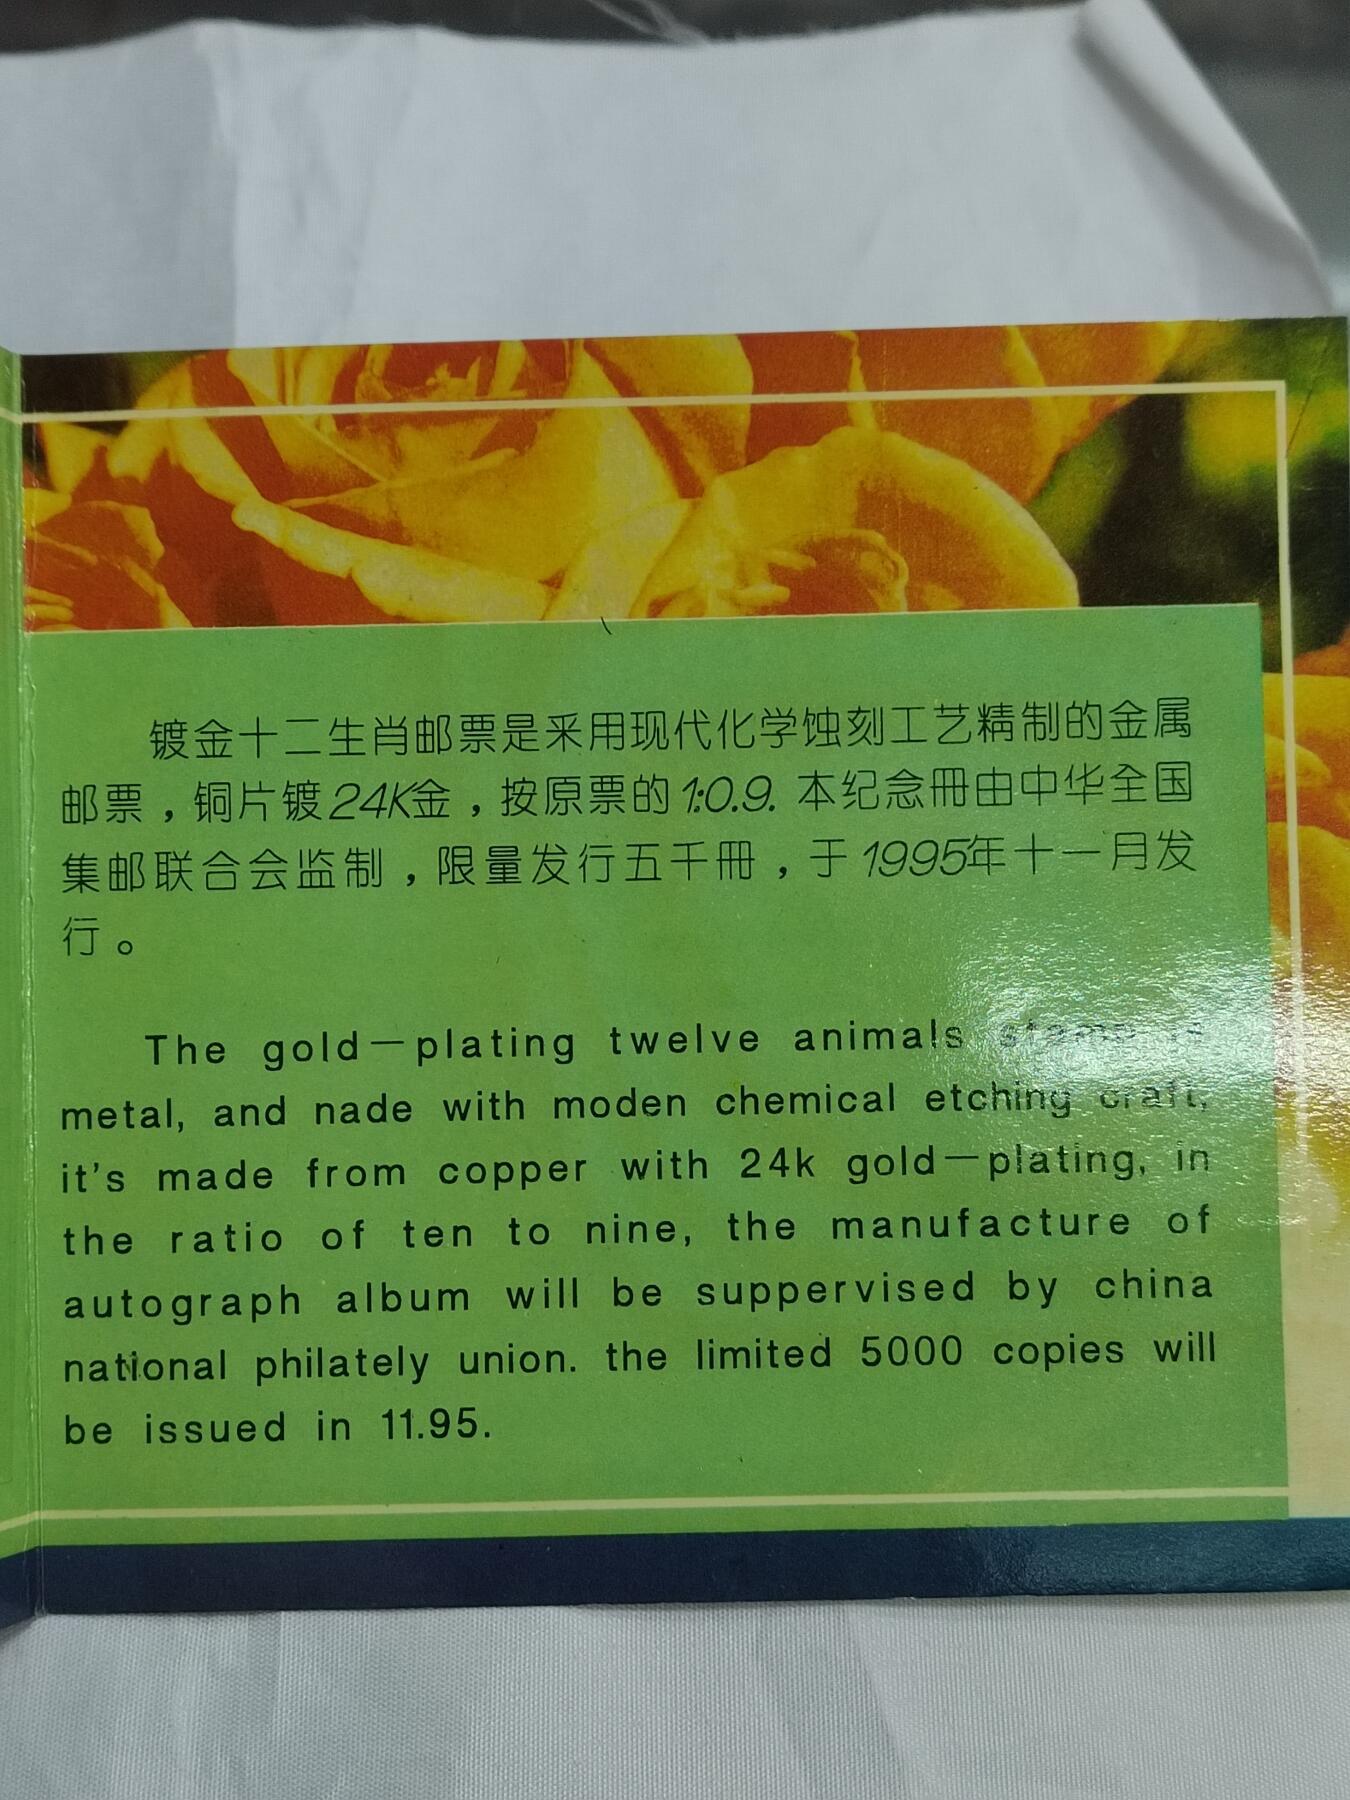 镀金十二生肖邮票是采用现代化学蚀刻工艺精制的金属
邮票，铜片镀24K金，按原票的1:0.9. 本纪念冊由中华全国
集邮联合会监制，限量发行五千冊，于1995年十一月发
行。
The gold—plating twelve animals stamp is
metal, and nade with moden chemical etching craft,
it's made from copper with 24k gold—plating, in
the ratio of ten to nine, the manufacture of
autograph album will be suppervised by china
national philately union. the limited 5000 copies will
be issued in 11.95.